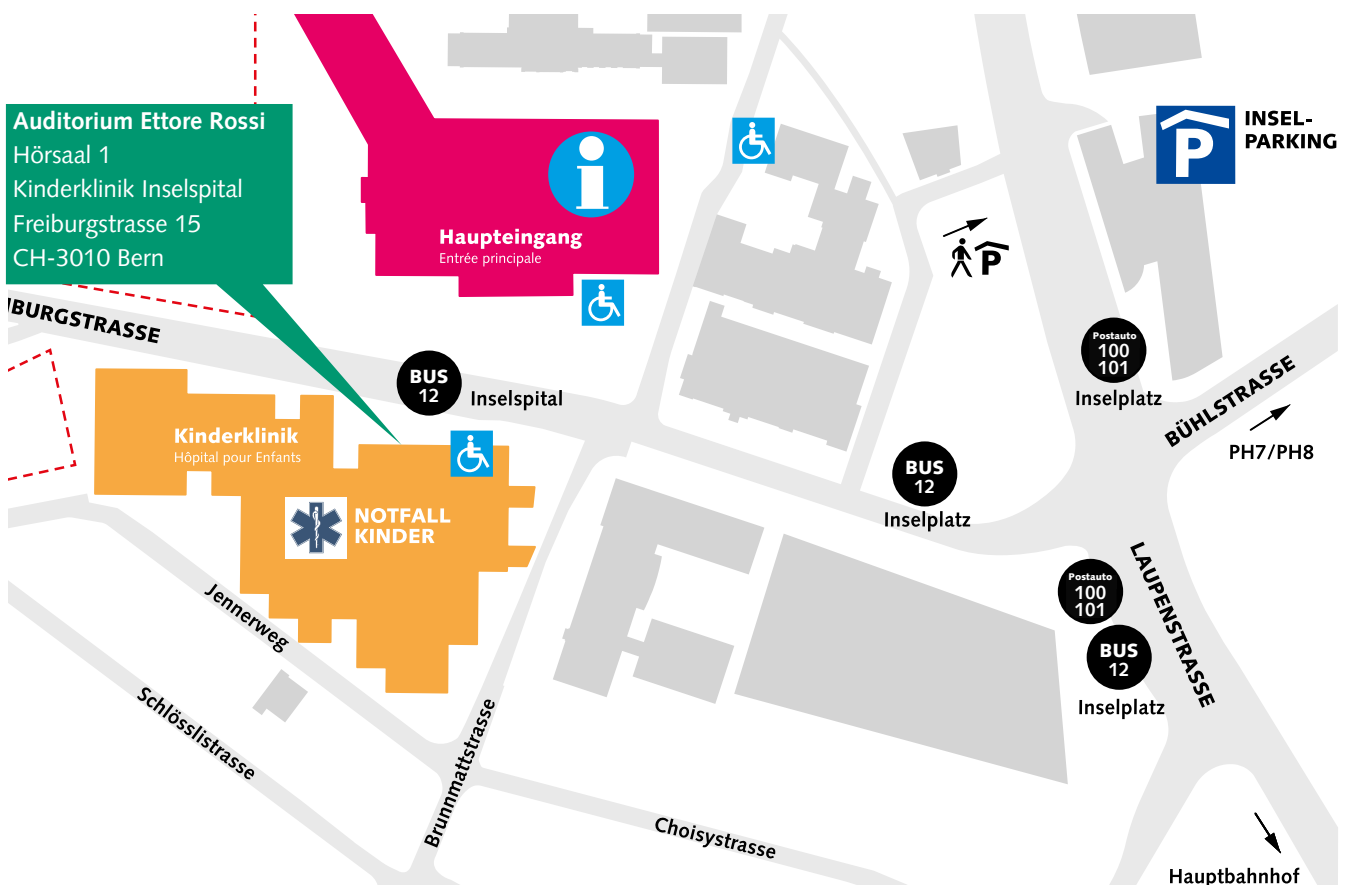 Auditorium Ettore Rossi
Hörsaal 1
Kinderklinik Inselspital
Freiburgstrasse 15
CH-3010 Bern
INSEL-
PARKING
P
i
Haupteingang
Entrée principale
P
BURGSTRASSE
BUS
12
Inselspital
Postauto
100
101
Inselplatz
BÜHLSTRASSE
PH7/PH8
Kinderklinik
Hôpital pour Enfants
NOTFALL
KINDER
BUS
12
Inselplatz
Postauto
100
101
BUS
12
Inselplatz
LAUPENSTRASSE
Jennerweg
Schlösslistrasse
Brunnmattstrasse
Choisystrasse
Hauptbahnhof